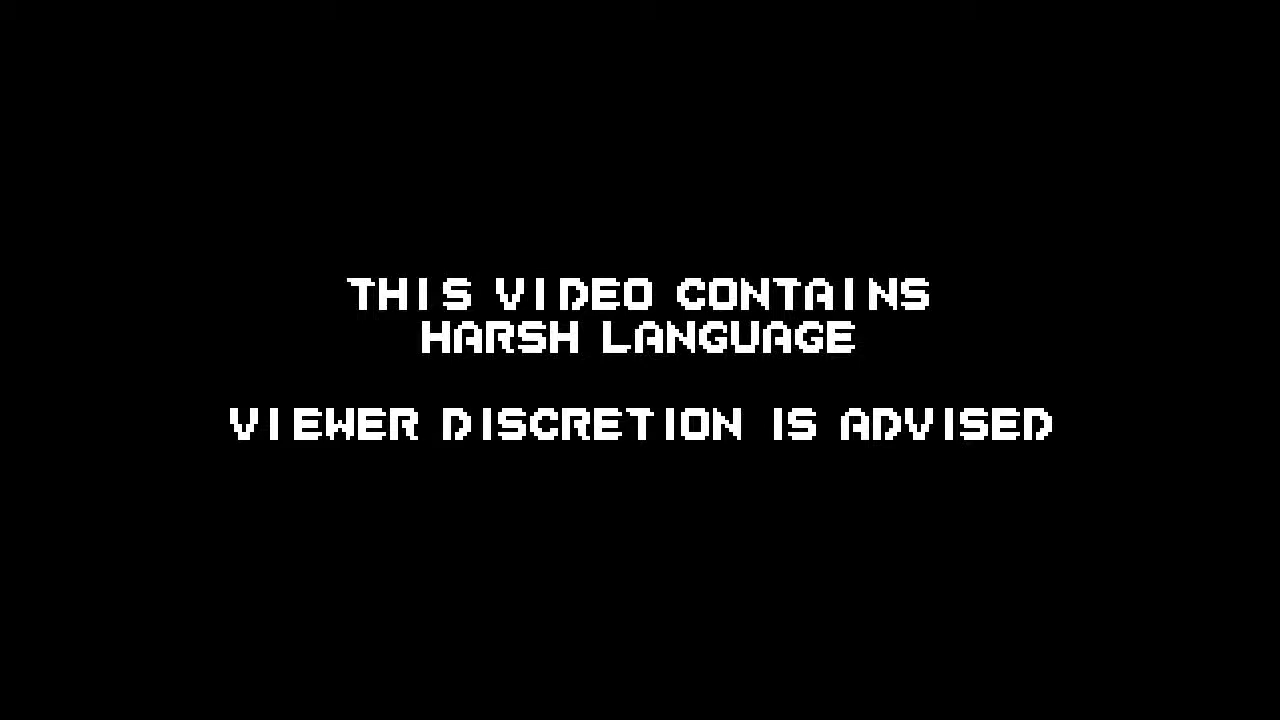 THIS VIDEO CONTAINS
HARSH LANGUAGE
VIEWER DISCRETION IS ADVISED